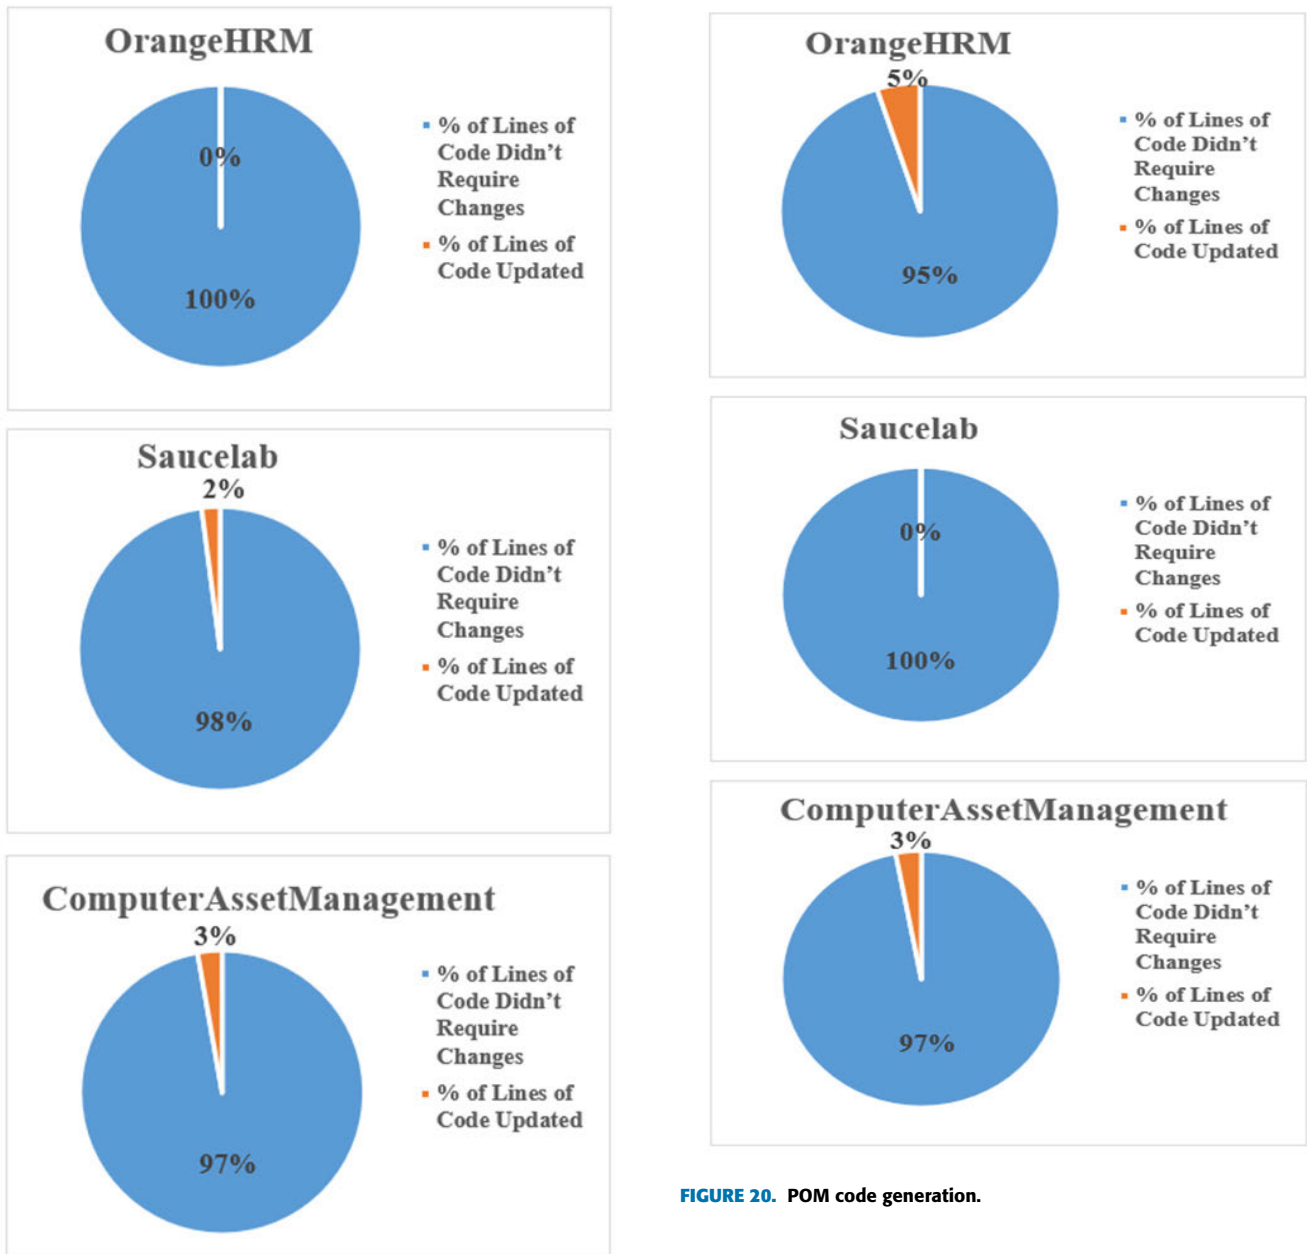 OrangeHRM
0%
100%
% of Lines of
Code Didn't
Require
Changes
% of Lines of
Code Updated
Saucelab
2%
98%
% of Lines of
Code Didn't
Require
Changes
% of Lines of
Code Updated
ComputerAssetManagement
3%
97%
% of Lines of
Code Didn't
Require
Changes
% of Lines of
Code Updated
OrangeHRM
5%
95%
% of Lines of
Code Didn't
Require
Changes
% of Lines of
Code Updated
Saucelab
0%
100%
% of Lines of
Code Didn't
Require
Changes
% of Lines of
Code Updated
ComputerAssetManagement
3%
97%
% of Lines of
Code Didn't
Require
Changes
% of Lines of
Code Updated
FIGURE 20. POM code generation.